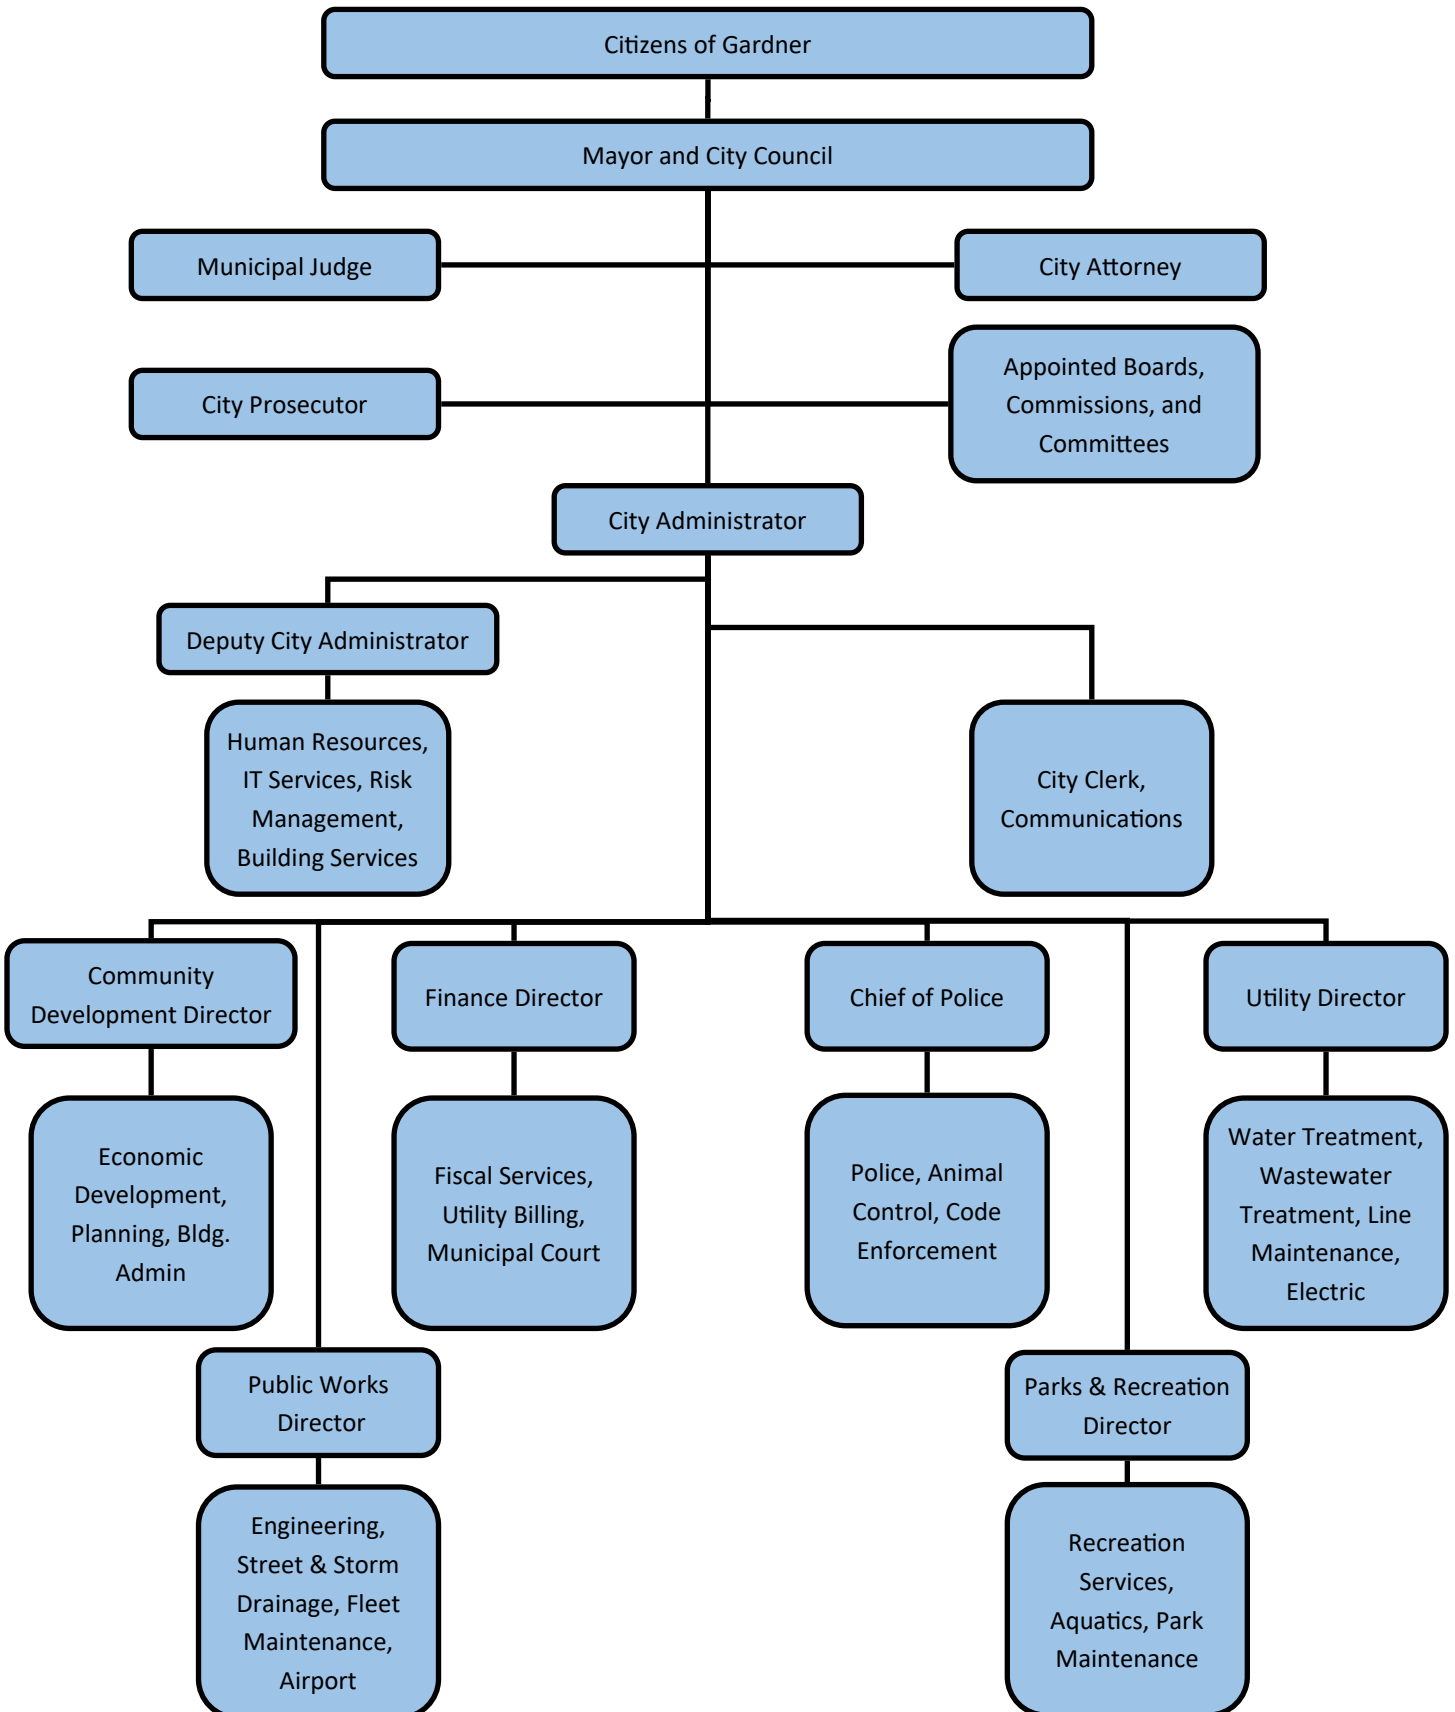 Citizens of Gardner
Mayor and City Council
Municipal Judge
City Attorney
City Prosecutor
Appointed Boards,
Commissions, and
Committees
City Administrator
Deputy City Administrator
Human Resources,
IT Services, Risk
Management,
Building Services
City Clerk,
Communications
Community
Development Director
Finance Director
Chief of Police
Utility Director
Economic
Development,
Planning, Bldg.
Admin
Fiscal Services,
Utility Billing,
Municipal Court
Police, Animal
Control, Code
Enforcement
Water Treatment,
Wastewater
Treatment, Line
Maintenance,
Electric
Public Works
Director
Parks & Recreation
Director
Engineering,
Street & Storm
Drainage, Fleet
Maintenance,
Airport
Recreation
Services,
Aquatics, Park
Maintenance